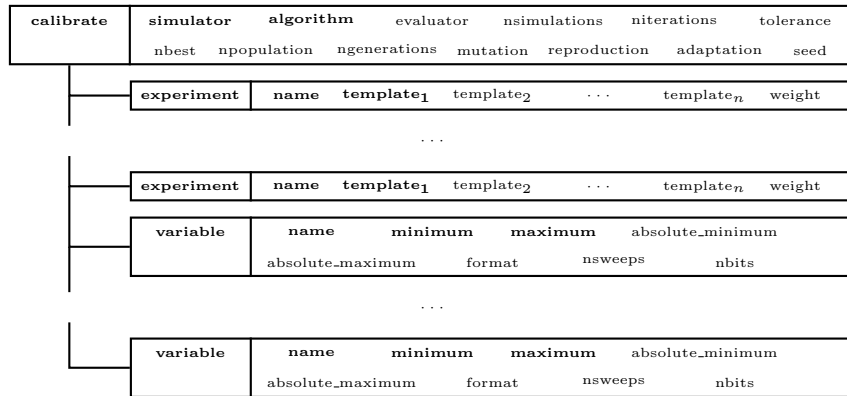 calibrate simulator algorithm evaluator nsimulations niterations tolerance
nbest npopulation ngenerations mutation reproduction adaptation seed
experiment name template₁ template₂ ... templateₙ weight
...
experiment name template₁ template₂ ... templateₙ weight
variable name minimum maximum absolute_minimum
absolute_maximum format nsweeps nbits
...
variable name minimum maximum absolute_minimum
absolute_maximum format nsweeps nbits